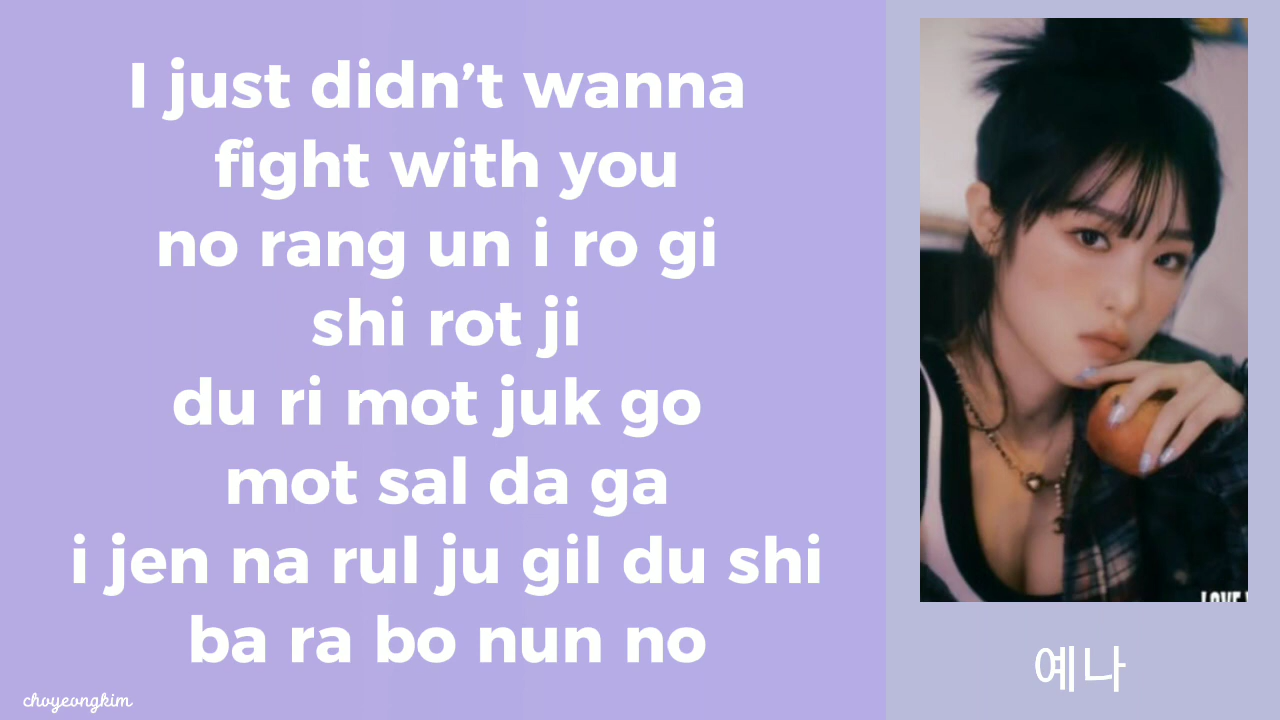 I just didn’t wanna
fight with you
no rang un i ro gi
shi rot ji
du ri mot juk go
mot sal da ga
i jen na rul ju gil du shi
ba ra bo nun no
예나
choyeongkim